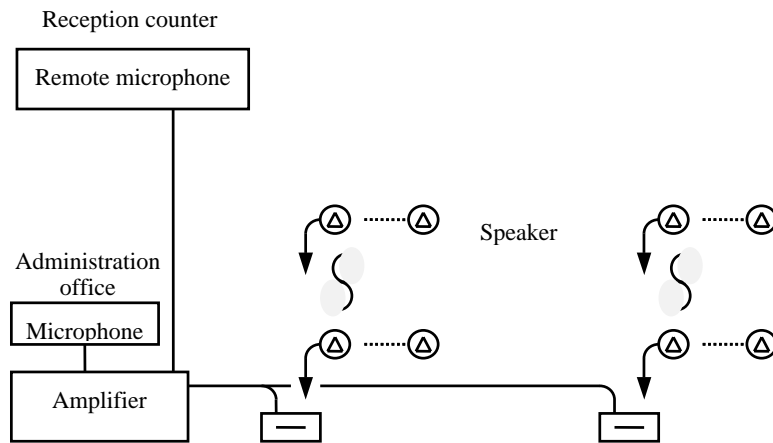 Reception counter
Remote microphone
Speaker
Administration
office
Microphone
Amplifier